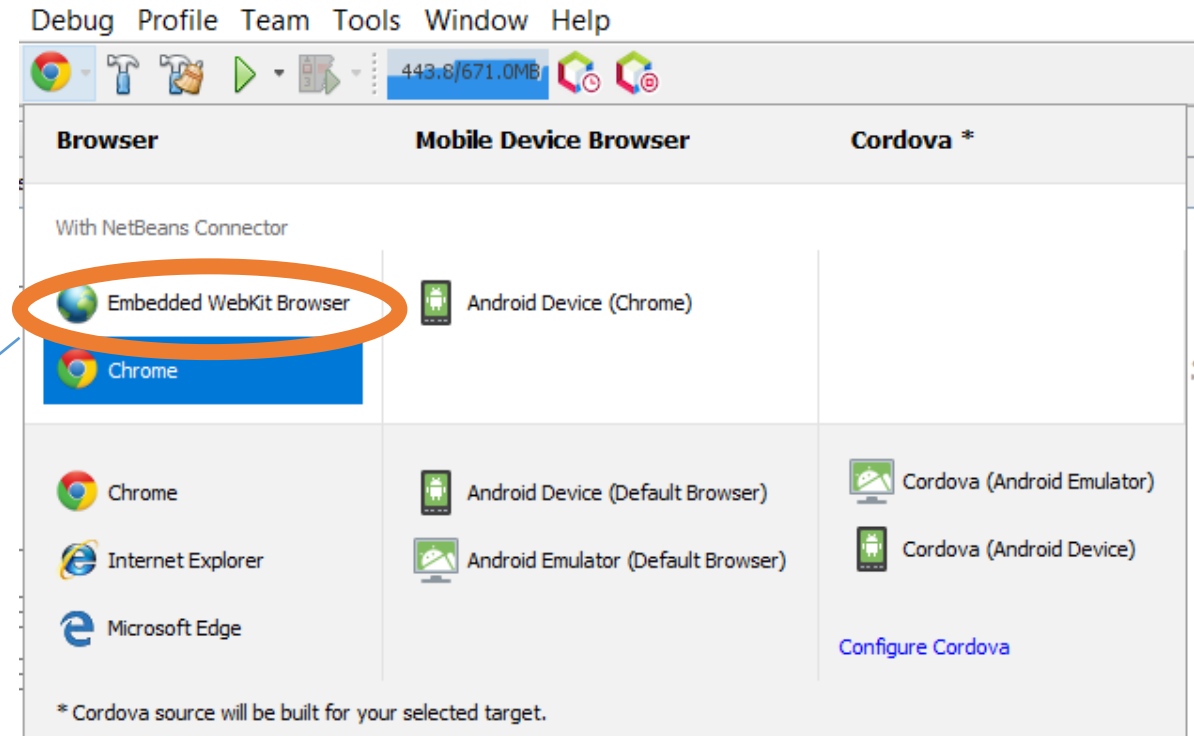 Debug Profile Team Tools Window Help
443.8/671.0MB
Browser Mobile Device Browser Cordova *
With NetBeans Connector
Embedded WebKit Browser Android Device (Chrome)
Chrome
Chrome Android Device (Default Browser) Cordova (Android Emulator)
Internet Explorer Android Emulator (Default Browser) Cordova (Android Device)
Microsoft Edge
Configure Cordova
* Cordova source will be built for your selected target.